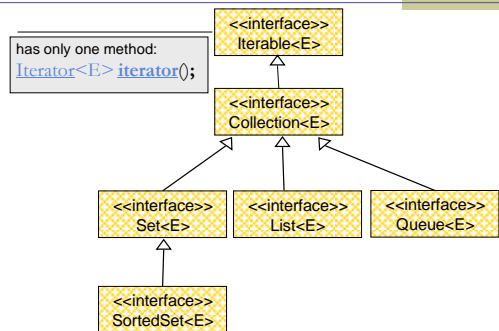 has only one method:
Iterator<E> iterator();
<<interface>>
Iterable<E>
<<interface>>
Collection<E>
<<interface>>
Set<E>
<<interface>>
List<E>
<<interface>>
Queue<E>
<<interface>>
SortedSet<E>